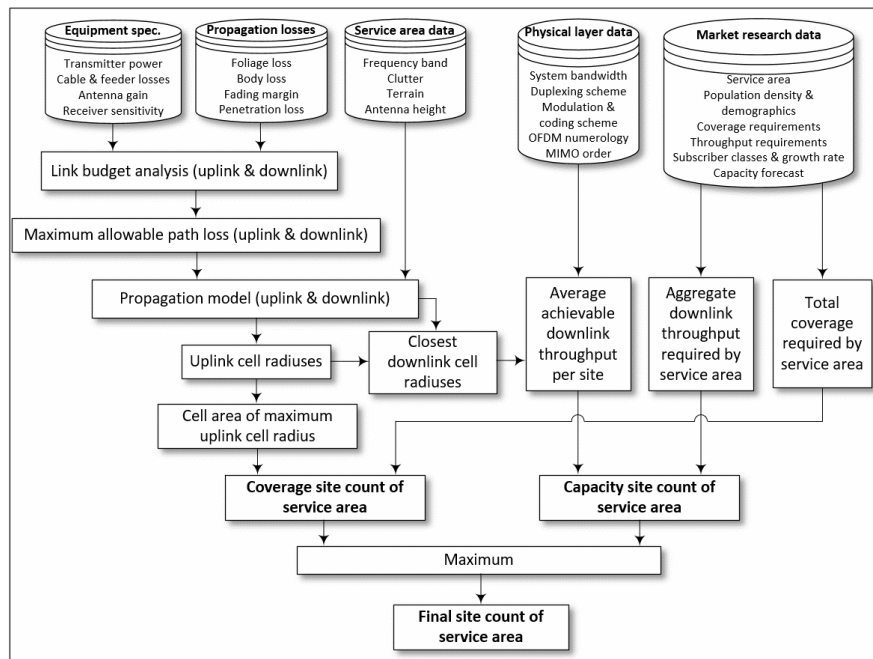 Equipment spec.
Transmitter power
Cable & feeder losses
Antenna gain
Receiver sensitivity
Propagation losses
Foliage loss
Body loss
Fading margin
Penetration loss
Service area data
Frequency band
Clutter
Terrain
Antenna height
Physical layer data
System bandwidth
Duplexing scheme
Modulation &
coding scheme
OFDM numerology
MIMO order
Market research data
Service area
Population density &
demographics
Coverage requirements
Throughput requirements
Subscriber classes & growth rate
Capacity forecast
Link budget analysis (uplink & downlink)
Maximum allowable path loss (uplink & downlink)
Propagation model (uplink & downlink)
Uplink cell radiuses
Closest
downlink cell
radiuses
Average
achievable
downlink
throughput
per site
Aggregate
downlink
throughput
required by
service area
Total
coverage
required by
service area
Cell area of maximum
uplink cell radius
Coverage site count of
service area
Capacity site count of
service area
Maximum
Final site count of
service area